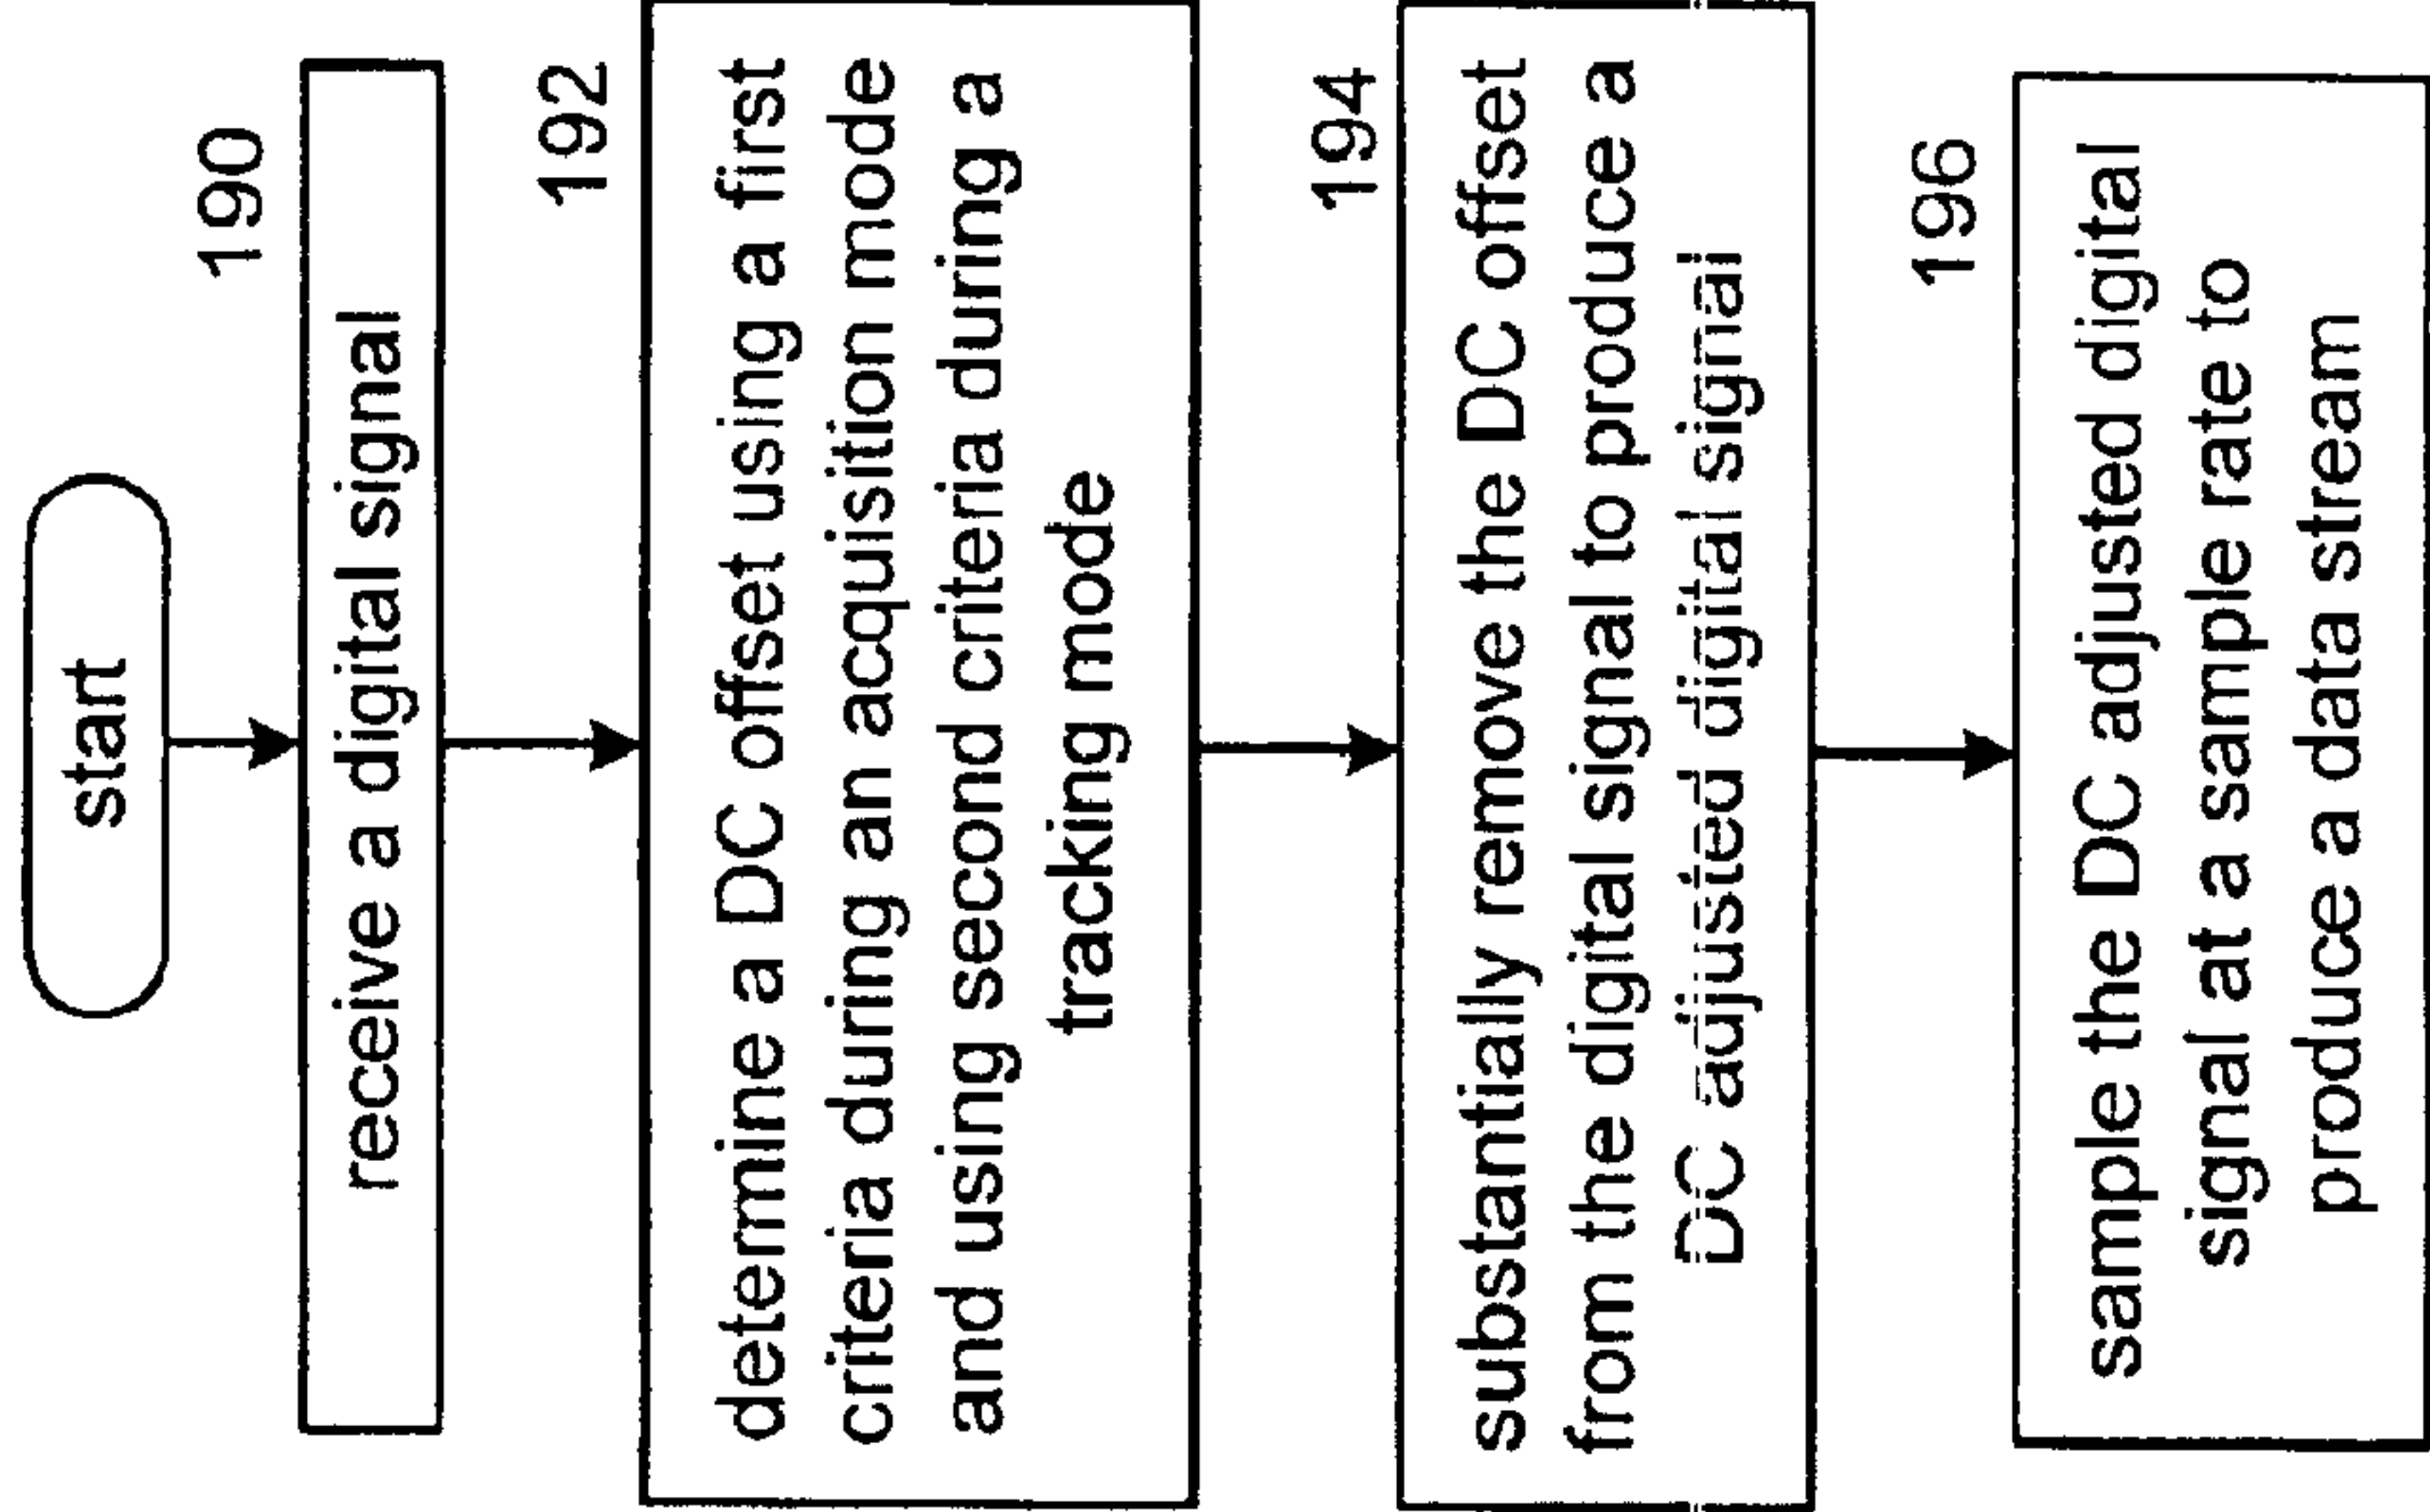 start
190
receive a digital signal
192
determine a DC offset using a first
criteria during an acquisition mode
and using second criteria during a
tracking mode
194
substantially remove the DC offset
from the digital signal to produce a
DC adjusted digital signal
196
sample the DC adjusted digital
signal at a sample rate to
produce a data stream